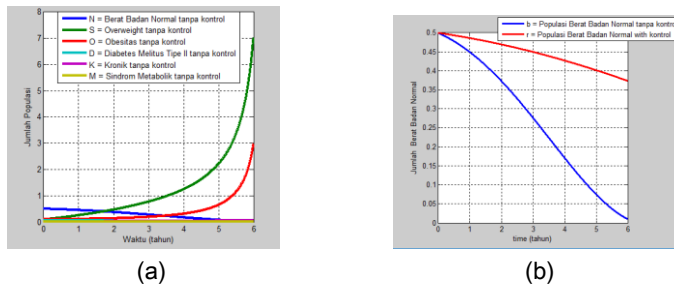 8
7
6
5
4
3
2
1
0
N = Berat Badan Normal tanpa kontrol
S = Overweight tanpa kontrol
O = Obesitas tanpa kontrol
D = Diabetes Melitus Tipe II tanpa kontrol
K = Kronik tanpa kontrol
M = Sindrom Metabolik tanpa kontrol
Jumlah Populasi
0 1 2 3 4 5 6
Waktu (tahun)
(a)
0.5
0.45
0.4
0.35
0.3
0.25
0.2
0.15
0.1
0.05
0
b = Populasi Berat Badan Normal tanpa kontrol
r = Populasi Berat Badan Normal with kontrol
Jumlah Berat Badan Normal
0 1 2 3 4 5 6
time (tahun)
(b)